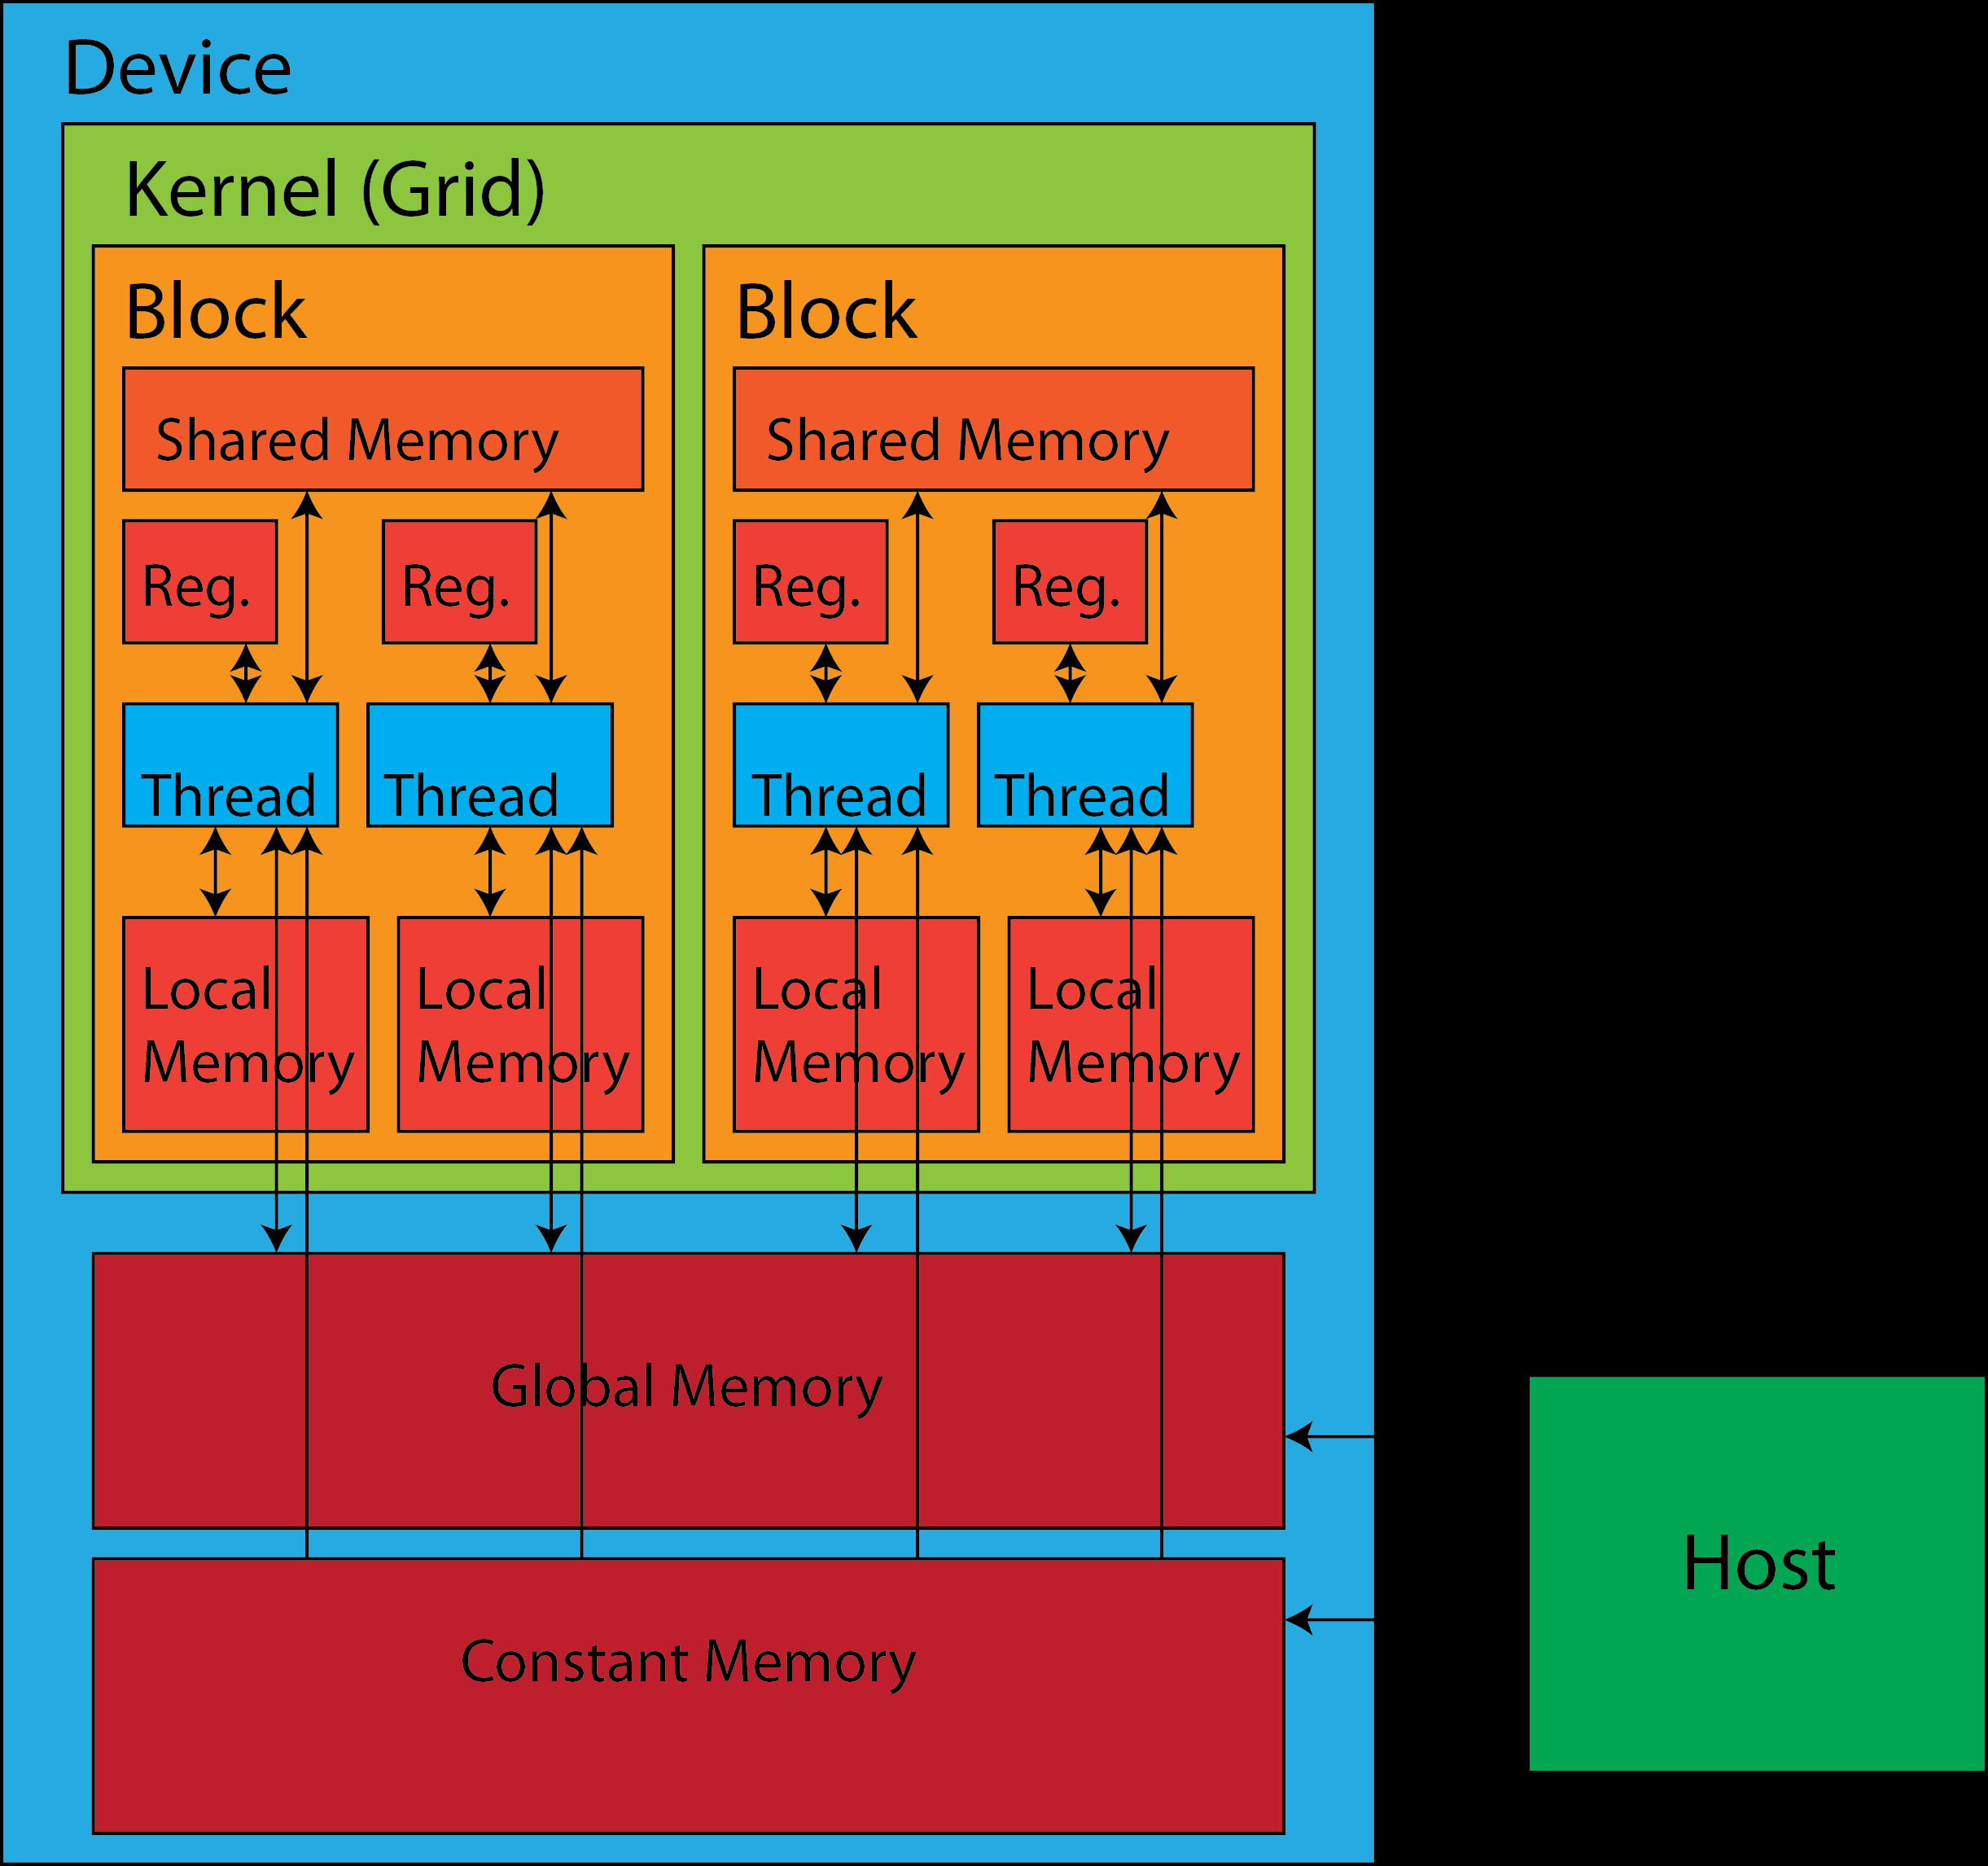 Device
Kernel (Grid)
Block
Shared Memory
Reg.
Reg.
Thread
Thread
Local
Memory
Local
Memory
Block
Shared Memory
Reg.
Reg.
Thread
Thread
Local
Memory
Local
Memory
Global Memory
Constant Memory
Host